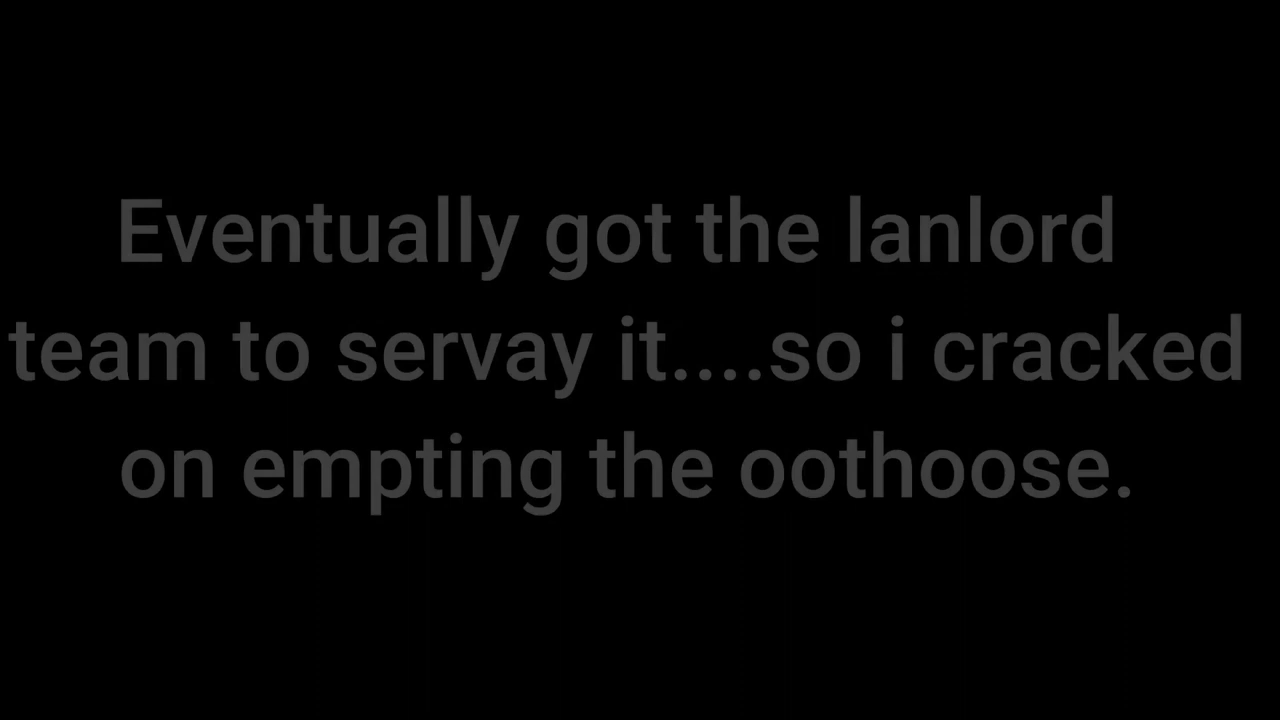 Eventually got the lanlord
team to servay it....so i cracked
on empting the oothoose.